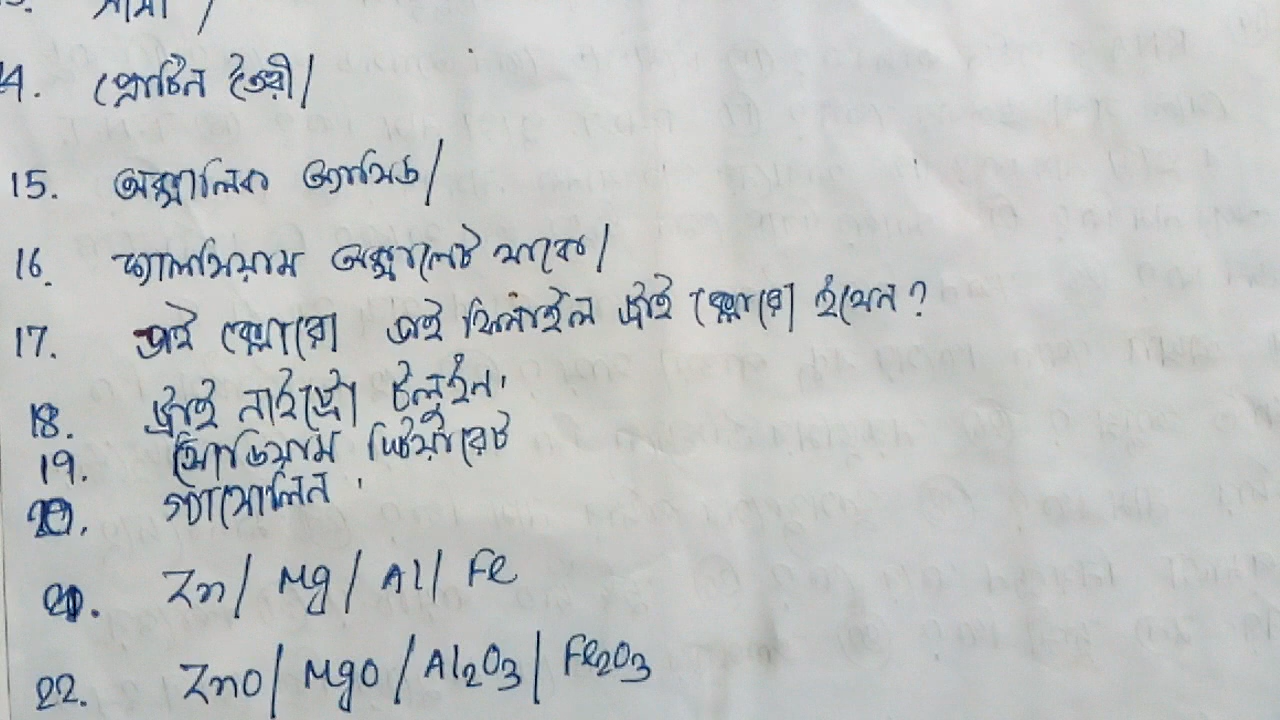 14. প্রোটিন তৈরী।
15. অক্সালিক অ্যাসিড।
16. ক্যালসিয়াম অক্সালেট থাকে।
17. ডাই ক্লোরো ডাই ফিনাইল ট্রাই ক্লোরো ইথেন?
18. ট্রাই নাইট্রো টলুইন।
19. সোডিয়াম স্টিয়ারেট
20. গ্যাসোলিন।
21. Zn / Mg / Al / Fe
22. ZnO / MgO / Al2O3 / Fe2O3